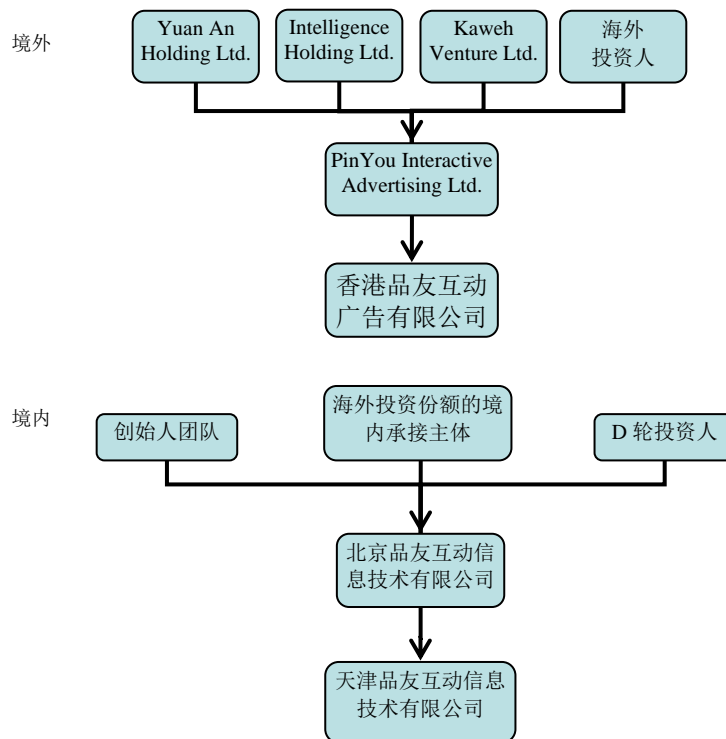 境外
Yuan An
Holding Ltd.
Intelligence
Holding Ltd.
Kaweh
Venture Ltd.
海外
投资人
PinYou Interactive
Advertising Ltd.
香港品友互动
广告有限公司
境内
创始人团队
海外投资份额的境
内承接主体
D 轮投资人
北京品友互动信
息技术有限公司
天津品友互动信息
技术有限公司